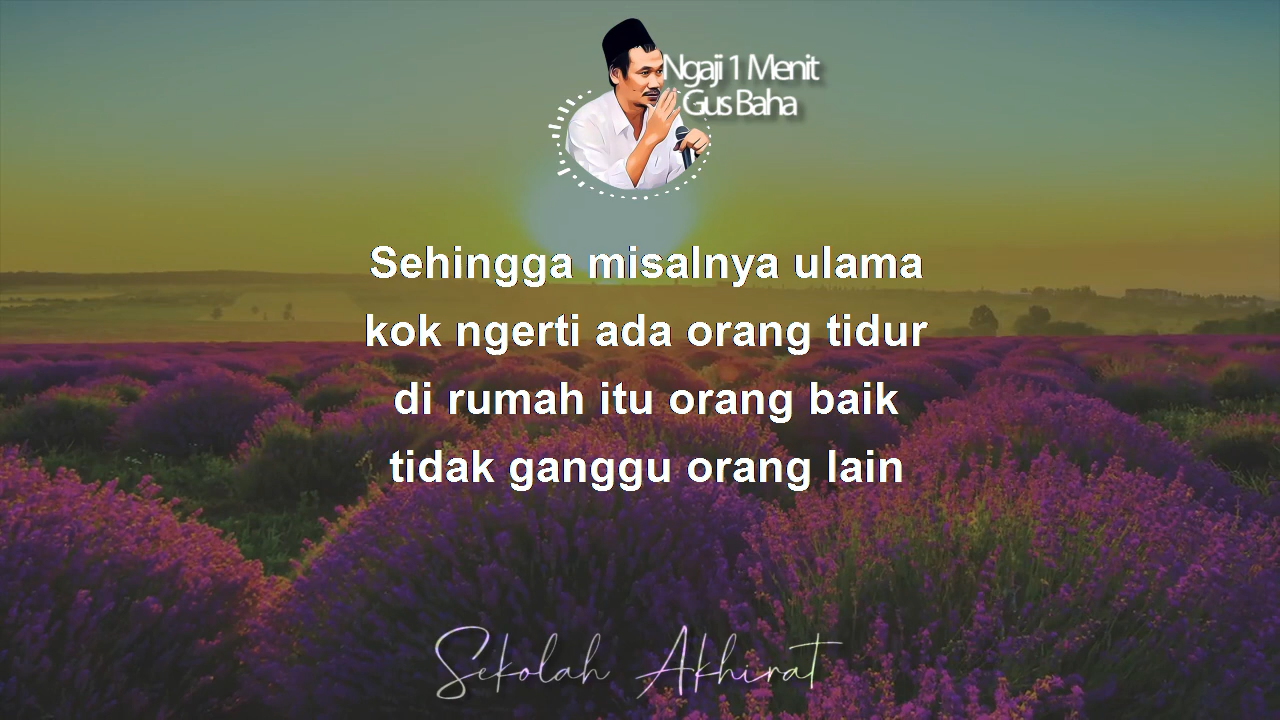 Ngaji 1 Menit
Gus Baha
Sehingga misalnya ulama
kok ngerti ada orang tidur
di rumah itu orang baik
tidak ganggu orang lain
Sekolah Akhirat